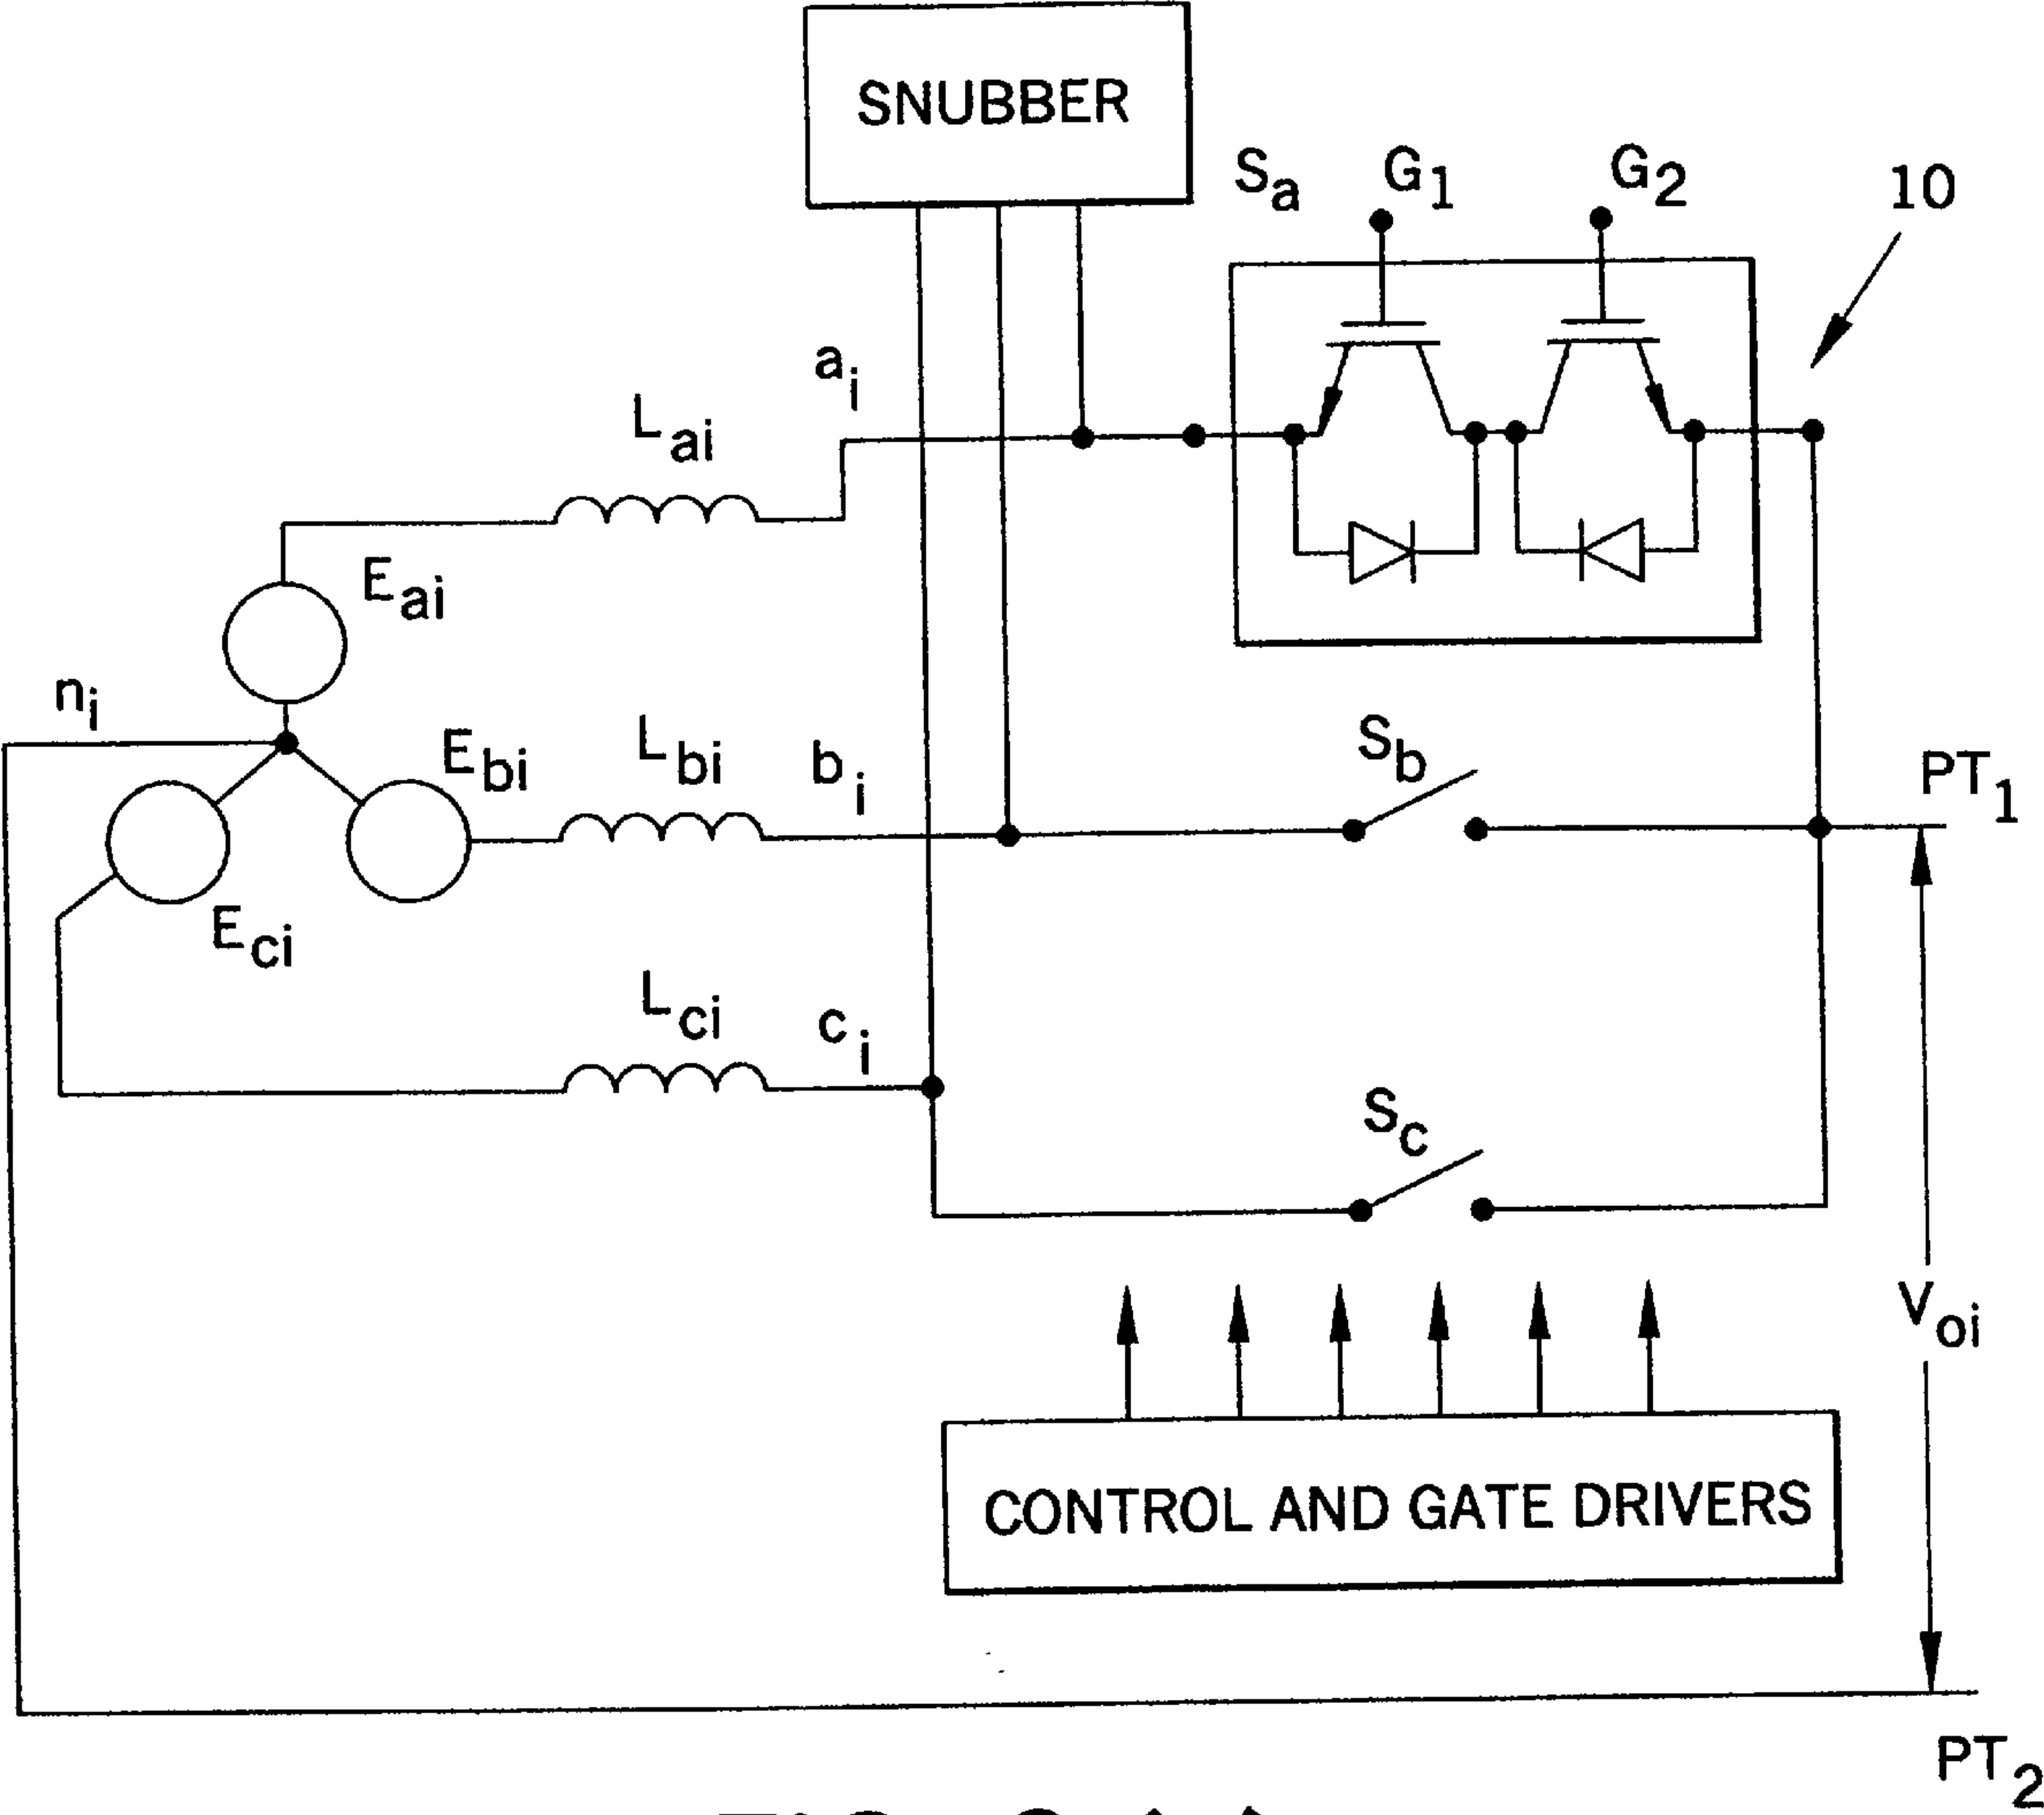 SNUBBER
Sa
G1
G2
10
ai
Lai
Eai
ni
Ebi
Lbi
bi
Sb
PT1
Eci
Lci
ci
Sc
Voi
CONTROL AND GATE DRIVERS
PT2